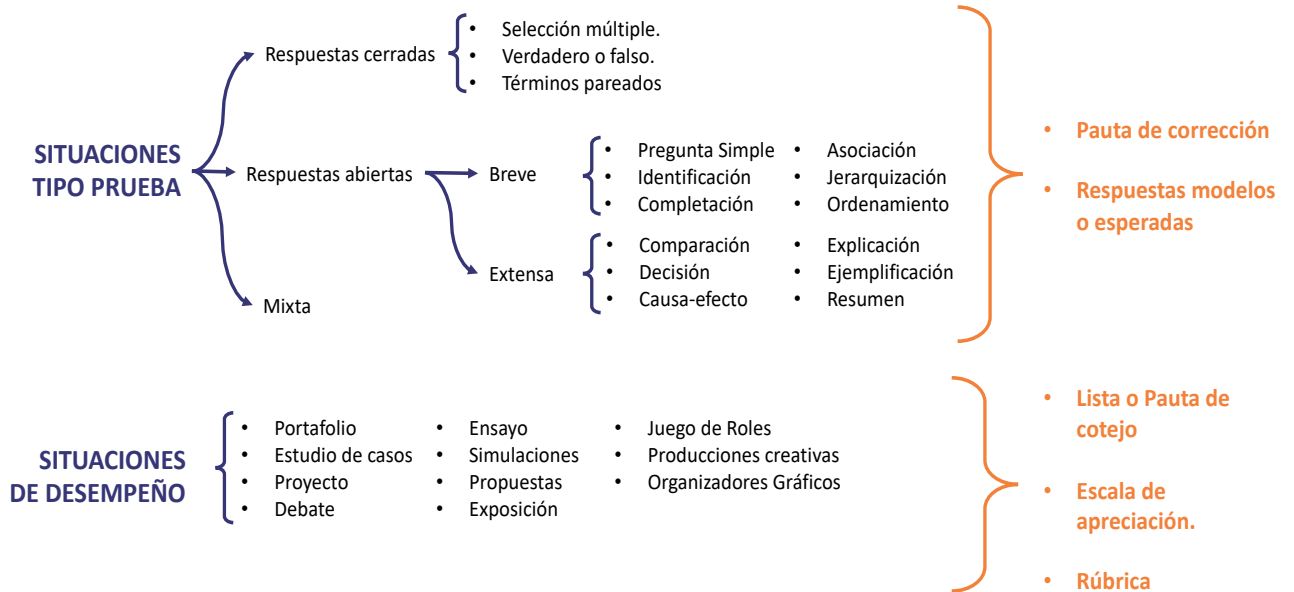 Respuestas cerradas
• Selección múltiple.
• Verdadero o falso.
• Términos pareados
SITUACIONES
TIPO PRUEBA
Respuestas abiertas
Breve
• Pregunta Simple
• Identificación
• Completación
• Asociación
• Jerarquización
• Ordenamiento
Extensa
• Comparación
• Decisión
• Causa-efecto
• Explicación
• Ejemplificación
• Resumen
Mixta
• Pauta de corrección
• Respuestas modelos
o esperadas
SITUACIONES
DE DESEMPEÑO
• Portafolio
• Estudio de casos
• Proyecto
• Debate
• Ensayo
• Simulaciones
• Propuestas
• Exposición
• Juego de Roles
• Producciones creativas
• Organizadores Gráficos
• Lista o Pauta de
cotejo
• Escala de
apreciación.
• Rúbrica